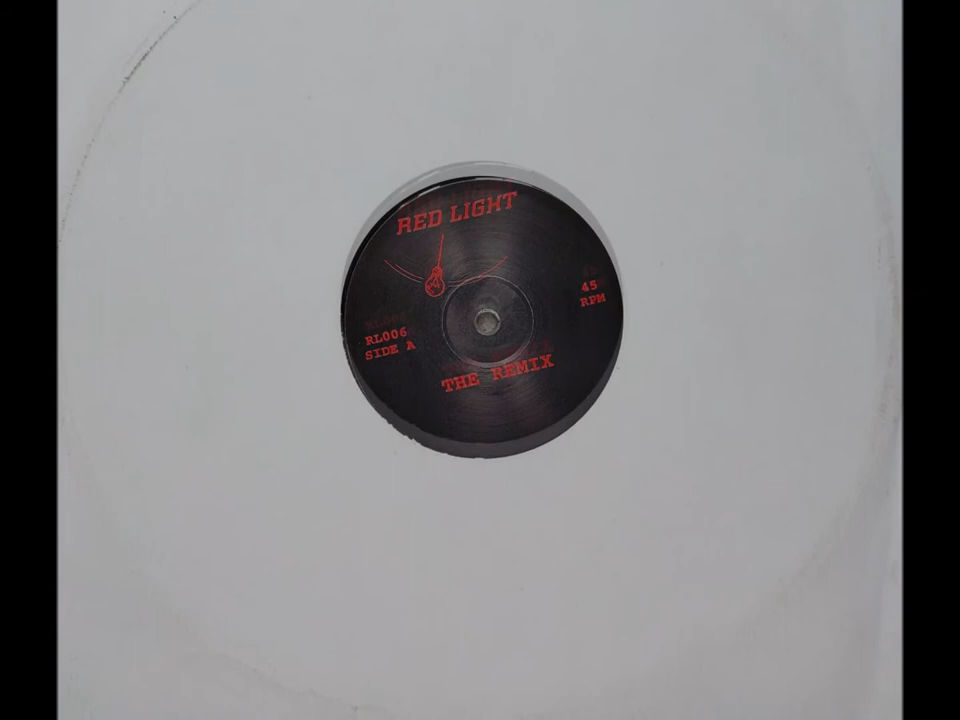 RED LIGHT
45
RPM
RL006
SIDE A
THE REMIX